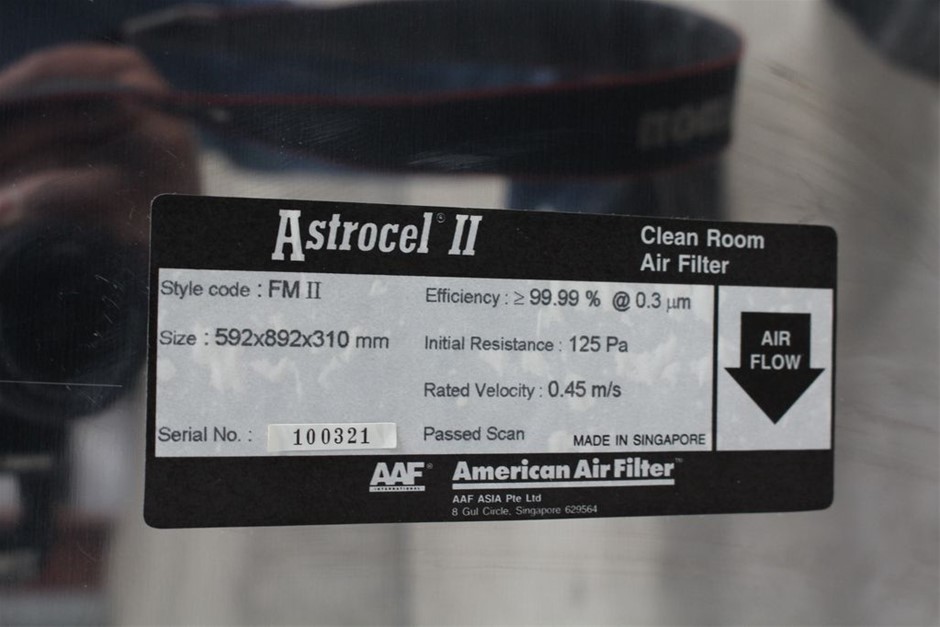 Astrocel® II
Clean Room
Air Filter
Style code : FM II
Efficiency : ≥ 99.99 % @ 0.3 µm
Size : 592x892x310 mm
Initial Resistance : 125 Pa
Rated Velocity : 0.45 m/s
Serial No. : 100321
Passed Scan
MADE IN SINGAPORE
AIR
FLOW
AAF®
INTERNATIONAL
American Air Filter™
AAF ASIA Pte Ltd
8 Gul Circle, Singapore 629564